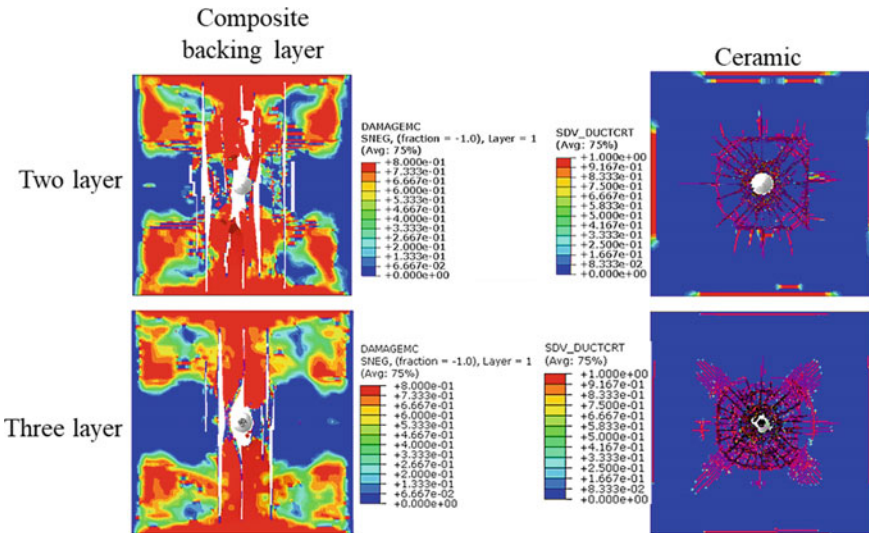 Composite
backing layer
Ceramic
Two layer
DAMAGEMC
SNEG, (fraction = -1.0), Layer = 1
(Avg: 75%)
+8.000e-01
+7.333e-01
+6.667e-01
+6.000e-01
+5.333e-01
+4.667e-01
+4.000e-01
+3.333e-01
+2.667e-01
+2.000e-01
+1.333e-01
+6.667e-02
+0.000e+00
SDV_DUCTCRT
(Avg: 75%)
+1.000e+00
+9.167e-01
+8.333e-01
+7.500e-01
+6.667e-01
+5.833e-01
+5.000e-01
+4.167e-01
+3.333e-01
+2.500e-01
+1.667e-01
+8.333e-02
+0.000e+00
Three layer
DAMAGEMC
SNEG, (fraction = -1.0), Layer = 1
(Avg: 75%)
+8.000e-01
+7.333e-01
+6.667e-01
+6.000e-01
+5.333e-01
+4.667e-01
+4.000e-01
+3.333e-01
+2.667e-01
+2.000e-01
+1.333e-01
+6.667e-02
+0.000e+00
SDV_DUCTCRT
(Avg: 75%)
+1.000e+00
+9.167e-01
+8.333e-01
+7.500e-01
+6.667e-01
+5.833e-01
+5.000e-01
+4.167e-01
+3.333e-01
+2.500e-01
+1.667e-01
+8.333e-02
+0.000e+00